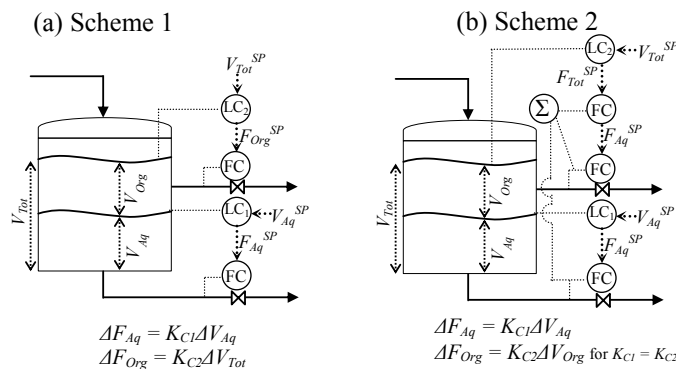 (a) Scheme 1
V_Tot^SP
LC₂
F_Org^SP
FC
V_Tot
V_Org
LC₁
V_Aq^SP
V_Aq
F_Aq^SP
FC
ΔF_Aq = K_C1ΔV_Aq
ΔF_Org = K_C2ΔV_Tot
(b) Scheme 2
LC₂
V_Tot^SP
F_Tot^SP
Σ
FC
F_Aq^SP
FC
V_Tot
V_Org
LC₁
V_Aq^SP
V_Aq
F_Aq^SP
FC
ΔF_Aq = K_C1ΔV_Aq
ΔF_Org = K_C2ΔV_Org for K_C1 = K_C2